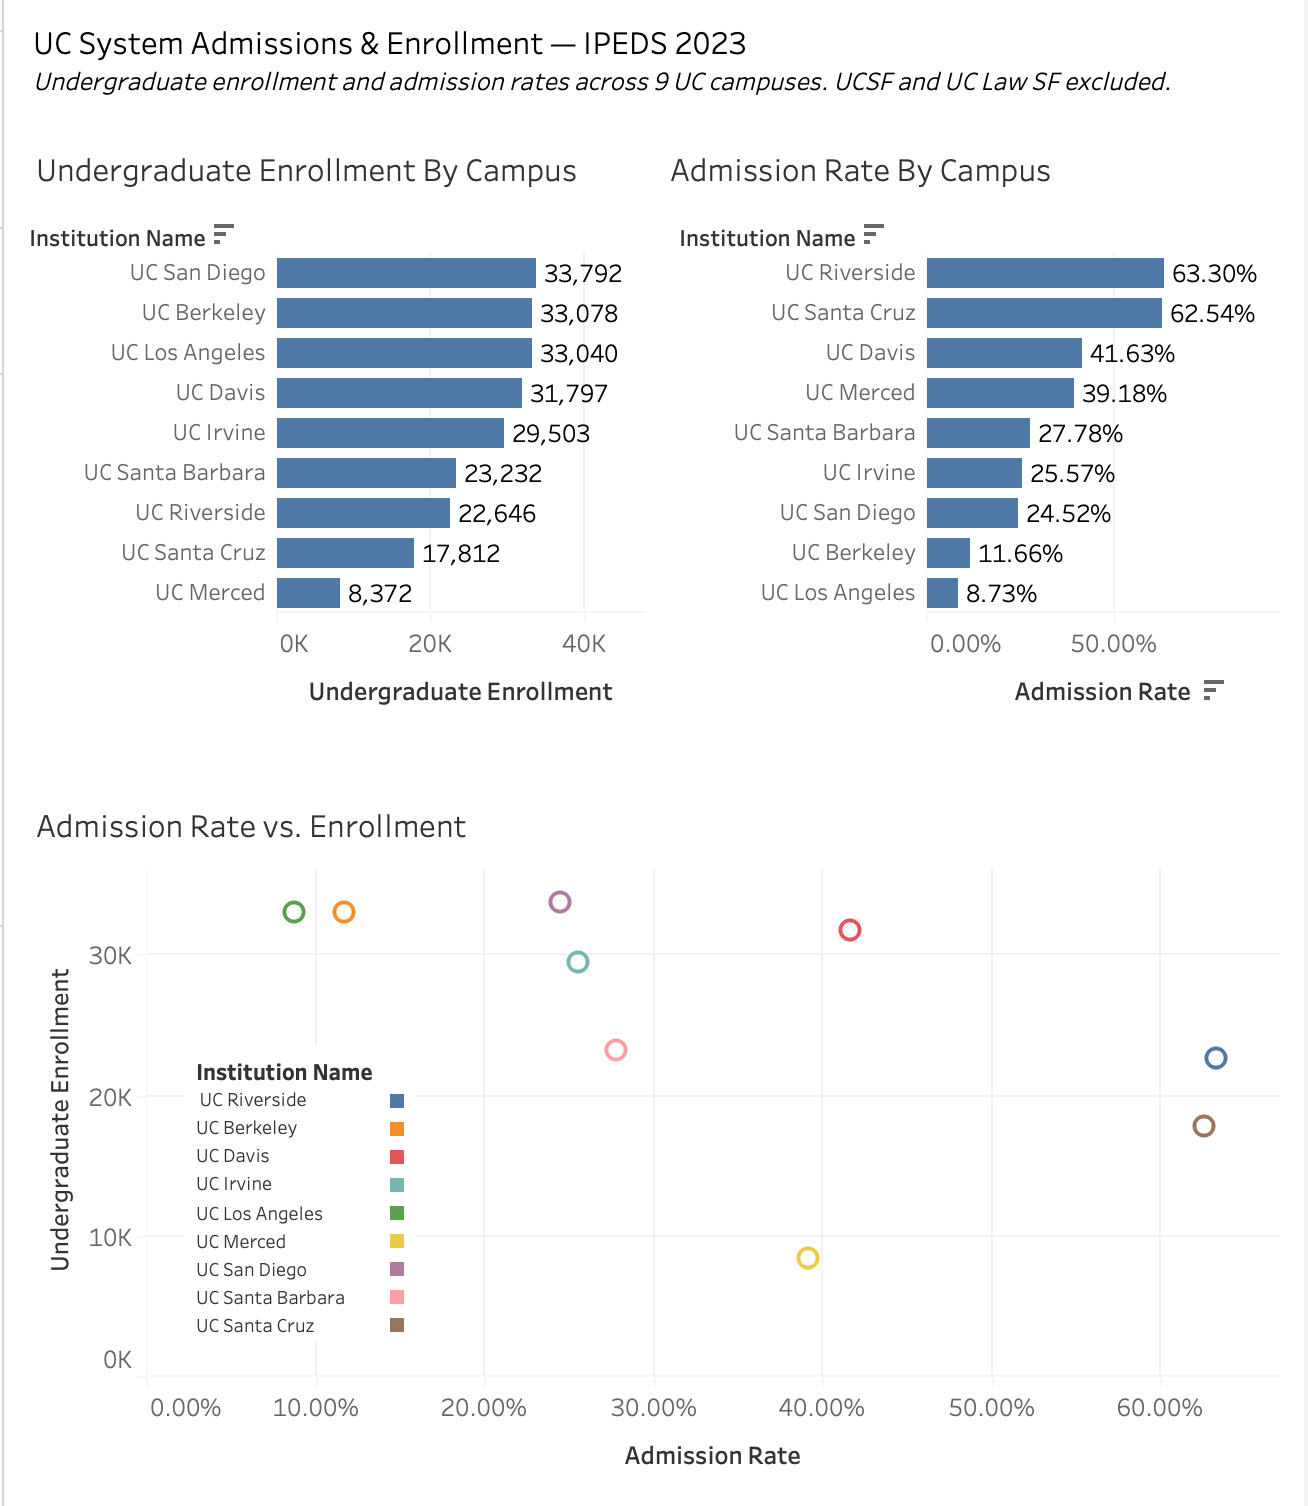 UC System Admissions & Enrollment — IPEDS 2023
Undergraduate enrollment and admission rates across 9 UC campuses. UCSF and UC Law SF excluded.
Undergraduate Enrollment By Campus
Institution Name
UC San Diego 33,792
UC Berkeley 33,078
UC Los Angeles 33,040
UC Davis 31,797
UC Irvine 29,503
UC Santa Barbara 23,232
UC Riverside 22,646
UC Santa Cruz 17,812
UC Merced 8,372
0K 20K 40K
Undergraduate Enrollment
Admission Rate By Campus
Institution Name
UC Riverside 63.30%
UC Santa Cruz 62.54%
UC Davis 41.63%
UC Merced 39.18%
UC Santa Barbara 27.78%
UC Irvine 25.57%
UC San Diego 24.52%
UC Berkeley 11.66%
UC Los Angeles 8.73%
0.00% 50.00%
Admission Rate
Admission Rate vs. Enrollment
Undergraduate Enrollment
30K
20K
10K
0K
Institution Name
UC Riverside
UC Berkeley
UC Davis
UC Irvine
UC Los Angeles
UC Merced
UC San Diego
UC Santa Barbara
UC Santa Cruz
0.00% 10.00% 20.00% 30.00% 40.00% 50.00% 60.00%
Admission Rate